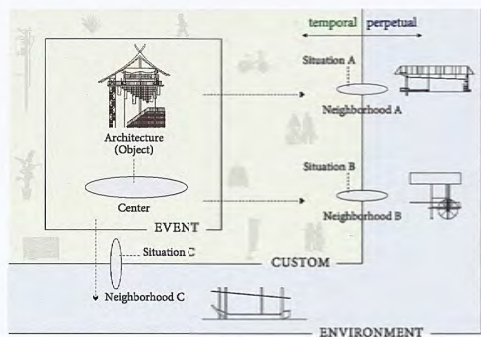 temporal perpetual
Situation A
Neighborhood A
Architecture
(Object)
Situation B
Center
Neighborhood B
EVENT
Situation C
CUSTOM
Neighborhood C
ENVIRONMENT